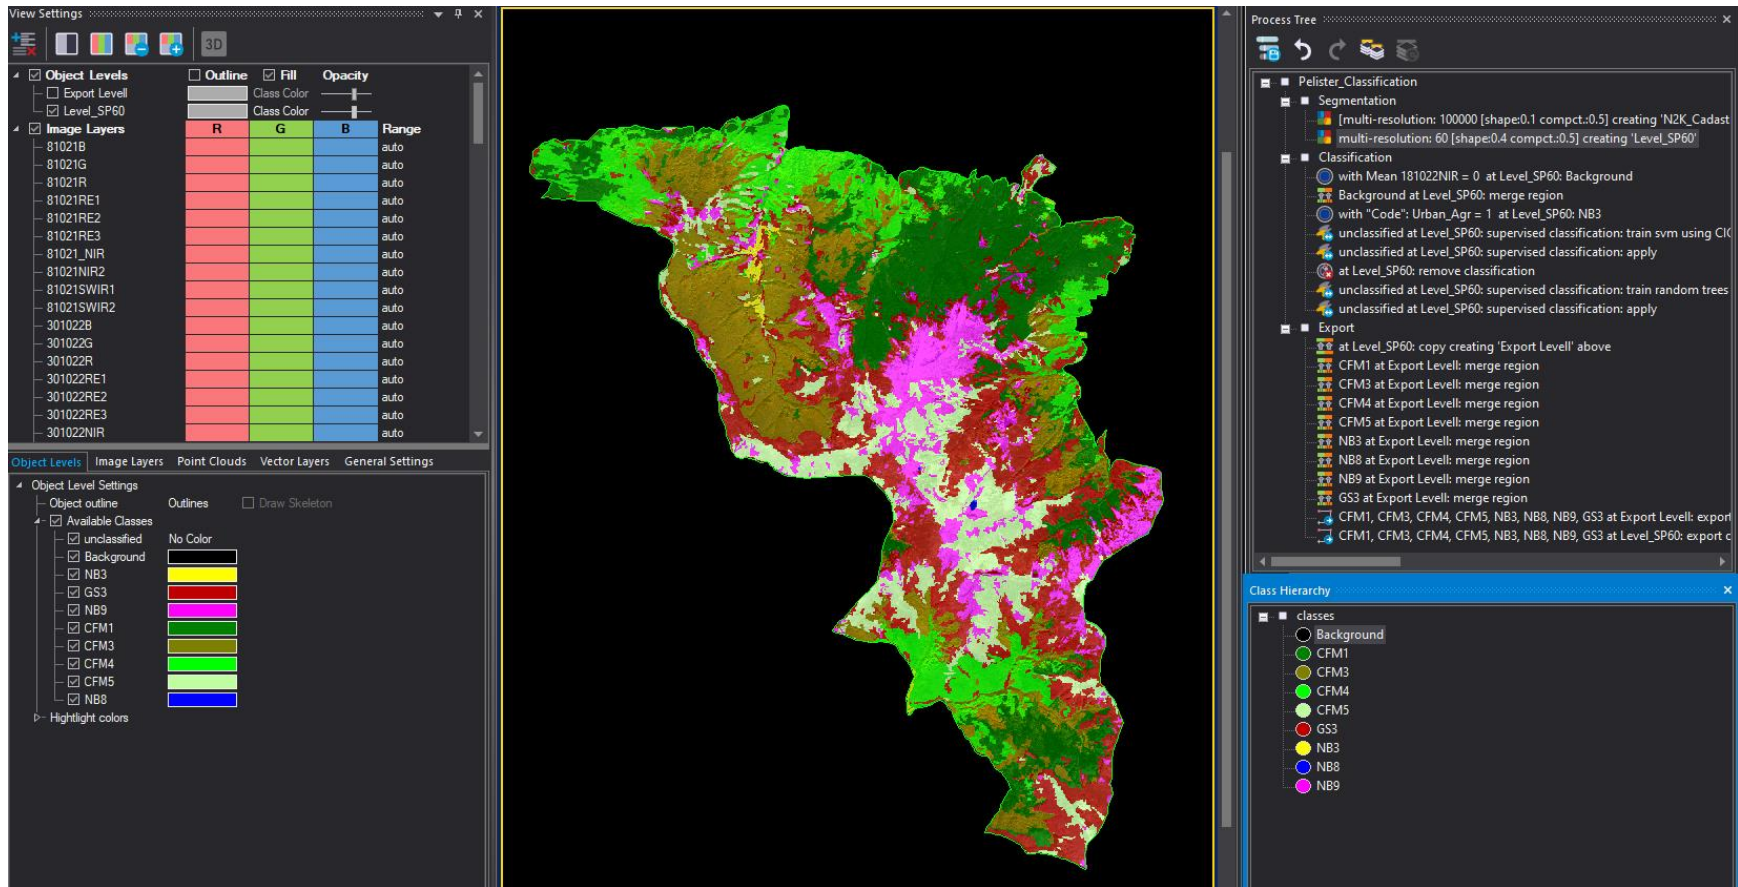 View Settings
3D
Object Levels Outline Fill Opacity
Export Levell Class Color
Level_SP60 Class Color
Image Layers R G B Range
81021B auto
81021G auto
81021R auto
81021RE1 auto
81021RE2 auto
81021RE3 auto
81021_NIR auto
81021NIR2 auto
81021SWIR1 auto
81021SWIR2 auto
301022B auto
301022G auto
301022R auto
301022RE1 auto
301022RE2 auto
301022RE3 auto
301022NIR auto
Object Levels Image Layers Point Clouds Vector Layers General Settings
Object Level Settings
Object outline Outlines Draw Skeleton
Available Classes
unclassified No Color
Background
NB3
GS3
NB9
CFM1
CFM3
CFM4
CFM5
NB8
Hightlight colors
Process Tree
Pelister_Classification
Segmentation
[multi-resolution: 100000 [shape:0.1 compct.:0.5] creating 'N2K_Cadast
multi-resolution: 60 [shape:0.4 compct.:0.5] creating 'Level_SP60'
Classification
with Mean 181022NIR = 0 at Level_SP60: Background
Background at Level_SP60: merge region
with "Code": Urban_Agr = 1 at Level_SP60: NB3
unclassified at Level_SP60: supervised classification: train svm using Cl(
unclassified at Level_SP60: supervised classification: apply
at Level_SP60: remove classification
unclassified at Level_SP60: supervised classification: train random trees
unclassified at Level_SP60: supervised classification: apply
Export
at Level_SP60: copy creating 'Export Levell' above
CFM1 at Export Levell: merge region
CFM3 at Export Levell: merge region
CFM4 at Export Levell: merge region
CFM5 at Export Levell: merge region
NB3 at Export Levell: merge region
NB8 at Export Levell: merge region
NB9 at Export Levell: merge region
GS3 at Export Levell: merge region
CFM1, CFM3, CFM4, CFM5, NB3, NB8, NB9, GS3 at Export Levell: export
CFM1, CFM3, CFM4, CFM5, NB3, NB8, NB9, GS3 at Level_SP60: export c
Class Hierarchy
classes
Background
CFM1
CFM3
CFM4
CFM5
GS3
NB3
NB8
NB9